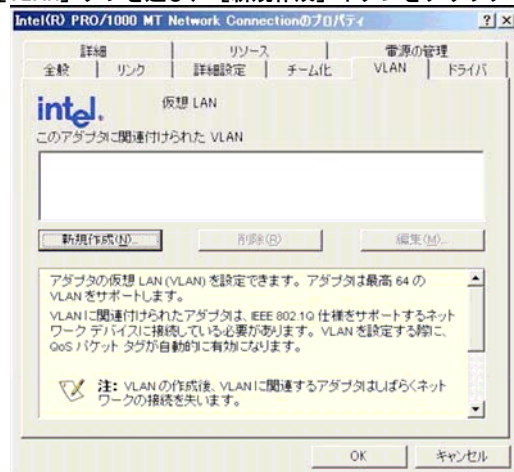 Intel(R) PRO/1000 MT Network Connectionのプロパティ
詳細 リソース 電源の管理
全般 リンク 詳細設定 チーム化 VLAN ドライバ
intel. 仮想 LAN
このアダプタに関連付けられた VLAN
新規作成(N)... 削除(R) 編集(M)...
アダプタの仮想 LAN (VLAN) を設定できます。アダプタは最高 64 の
VLAN をサポートします。
VLAN に関連付けられたアダプタは、IEEE 802.1Q 仕様をサポートするネット
ワーク デバイスに接続している必要があります。VLAN を設定する際に、
QoS パケット タグが自動的に有効になります。
注: VLAN の作成後、VLAN に関連するアダプタはしばらくネット
ワークの接続を失います。
OK キャンセル